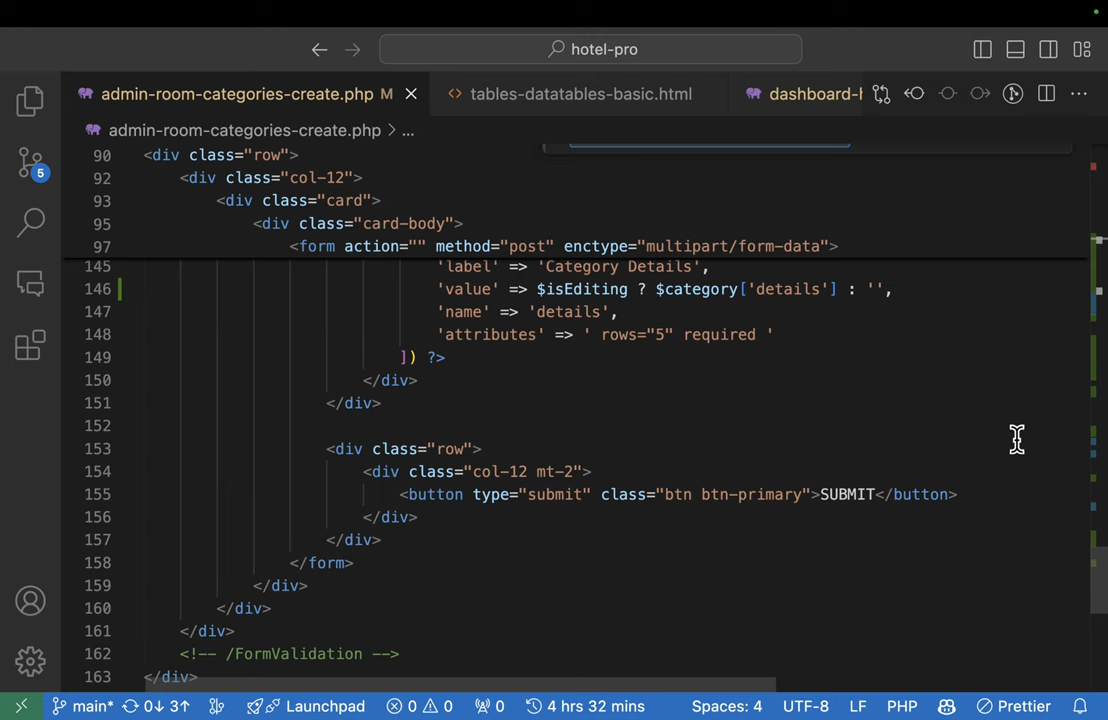 hotel-pro
admin-room-categories-create.php M
tables-datatables-basic.html
dashboard-h
admin-room-categories-create.php > ...
90 <div class="row">
92 <div class="col-12">
93 <div class="card">
95 <div class="card-body">
97 <form action="" method="post" enctype="multipart/form-data">
145 'label' => 'Category Details',
146 'value' => $isEditing ? $category['details'] : '',
147 'name' => 'details',
148 'attributes' => ' rows="5" required '
149 ]) ?>
150 </div>
151 </div>
152
153 <div class="row">
154 <div class="col-12 mt-2">
155 <button type="submit" class="btn btn-primary">SUBMIT</button>
156 </div>
157 </div>
158 </form>
159 </div>
160 </div>
161 </div>
162 <!-- /FormValidation -->
163 </div>
5
main* 0↓ 3↑ Launchpad 0 0 0 4 hrs 32 mins Spaces: 4 UTF-8 LF PHP Prettier